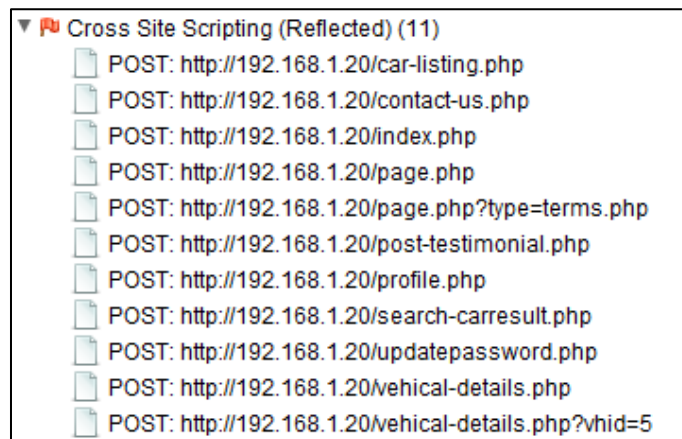 Cross Site Scripting (Reflected) (11)
POST: http://192.168.1.20/car-listing.php
POST: http://192.168.1.20/contact-us.php
POST: http://192.168.1.20/index.php
POST: http://192.168.1.20/page.php
POST: http://192.168.1.20/page.php?type=terms.php
POST: http://192.168.1.20/post-testimonial.php
POST: http://192.168.1.20/profile.php
POST: http://192.168.1.20/search-carresult.php
POST: http://192.168.1.20/updatepassword.php
POST: http://192.168.1.20/vehical-details.php
POST: http://192.168.1.20/vehical-details.php?vhid=5